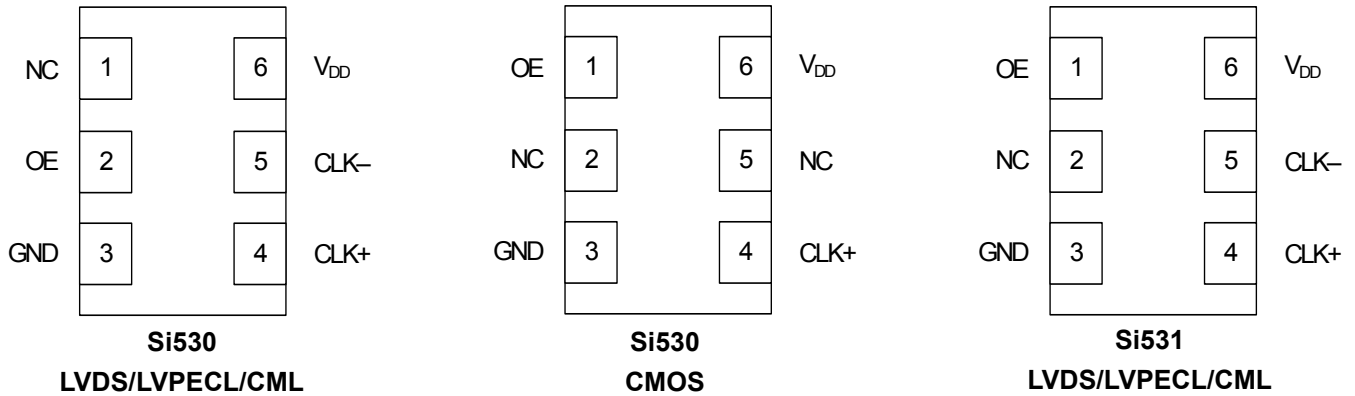 NC 1 6 VDD
OE 2 5 CLK–
GND 3 4 CLK+
Si530
LVDS/LVPECL/CML
OE 1 6 VDD
NC 2 5 NC
GND 3 4 CLK+
Si530
CMOS
OE 1 6 VDD
NC 2 5 CLK–
GND 3 4 CLK+
Si531
LVDS/LVPECL/CML